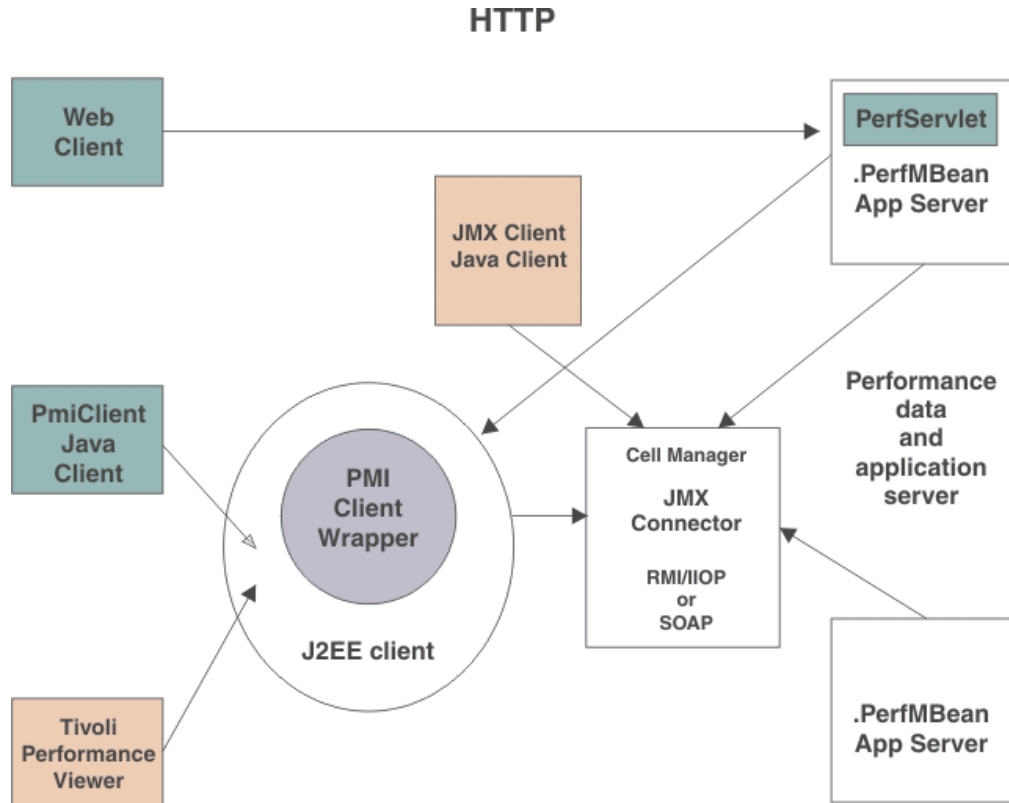 HTTP
Web
Client
PerfServlet
.PerfMBean
App Server
JMX Client
Java Client
PmiClient
Java
Client
PMI
Client
Wrapper
J2EE client
Cell Manager
JMX
Connector
RMI/IIOP
or
SOAP
Performance
data
and
application
server
Tivoli
Performance
Viewer
.PerfMBean
App Server